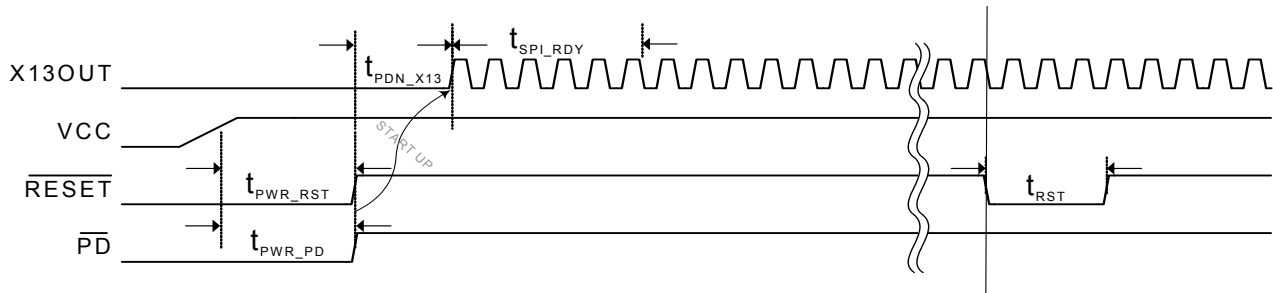 t_SPI_RDY
X13OUT
t_PDN_X13
VCC
START UP
RESET
t_PWR_RST
t_RST
PD
t_PWR_PD